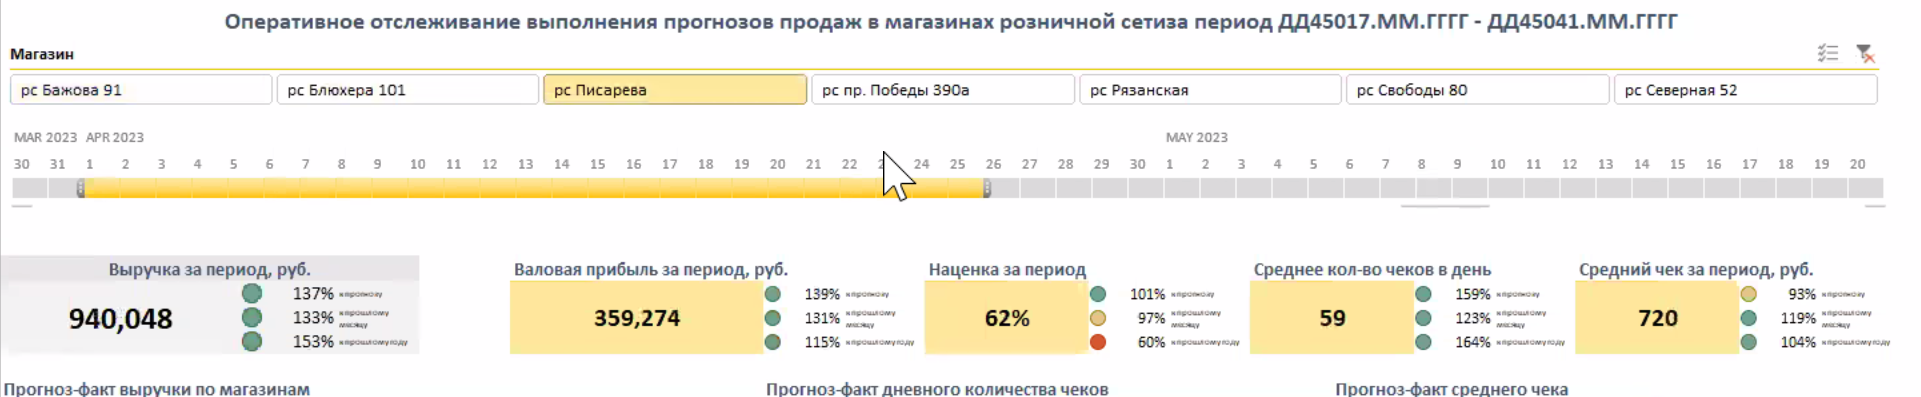 Оперативное отслеживание выполнения прогнозов продаж в магазинах розничной сетиза период ДД45017.ММ.ГГГГ - ДД45041.ММ.ГГГГ
Магазин
рс Бажова 91 рс Блюхера 101 рс Писарева рс пр. Победы 390а рс Рязанская рс Свободы 80 рс Северная 52
MAR 2023 APR 2023 MAY 2023
30 31 1 2 3 4 5 6 7 8 9 10 11 12 13 14 15 16 17 18 19 20 21 22 24 25 26 27 28 29 30 1 2 3 4 5 6 7 8 9 10 11 12 13 14 15 16 17 18 19 20
Выручка за период, руб.
940,048
137% к прогнозу
133% к прошлому месяцу
153% к прошлому году
Валовая прибыль за период, руб.
359,274
139% к прогнозу
131% к прошлому месяцу
115% к прошлому году
Наценка за период
62%
101% к прогнозу
97% к прошлому месяцу
60% к прошлому году
Среднее кол-во чеков в день
59
159% к прогнозу
123% к прошлому месяцу
164% к прошлому году
Средний чек за период, руб.
720
93% к прогнозу
119% к прошлому месяцу
104% к прошлому году
Прогноз-факт выручки по магазинам
Прогноз-факт дневного количества чеков
Прогноз-факт среднего чека